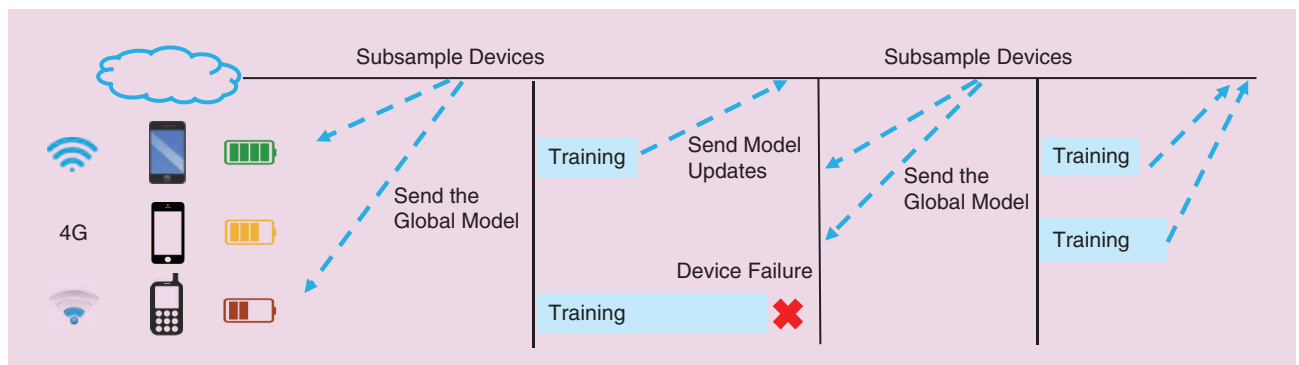 Subsample Devices
Subsample Devices
Training
Send Model
Updates
Training
Send the
Global Model
Send the
Global Model
4G
Training
Device Failure
Training